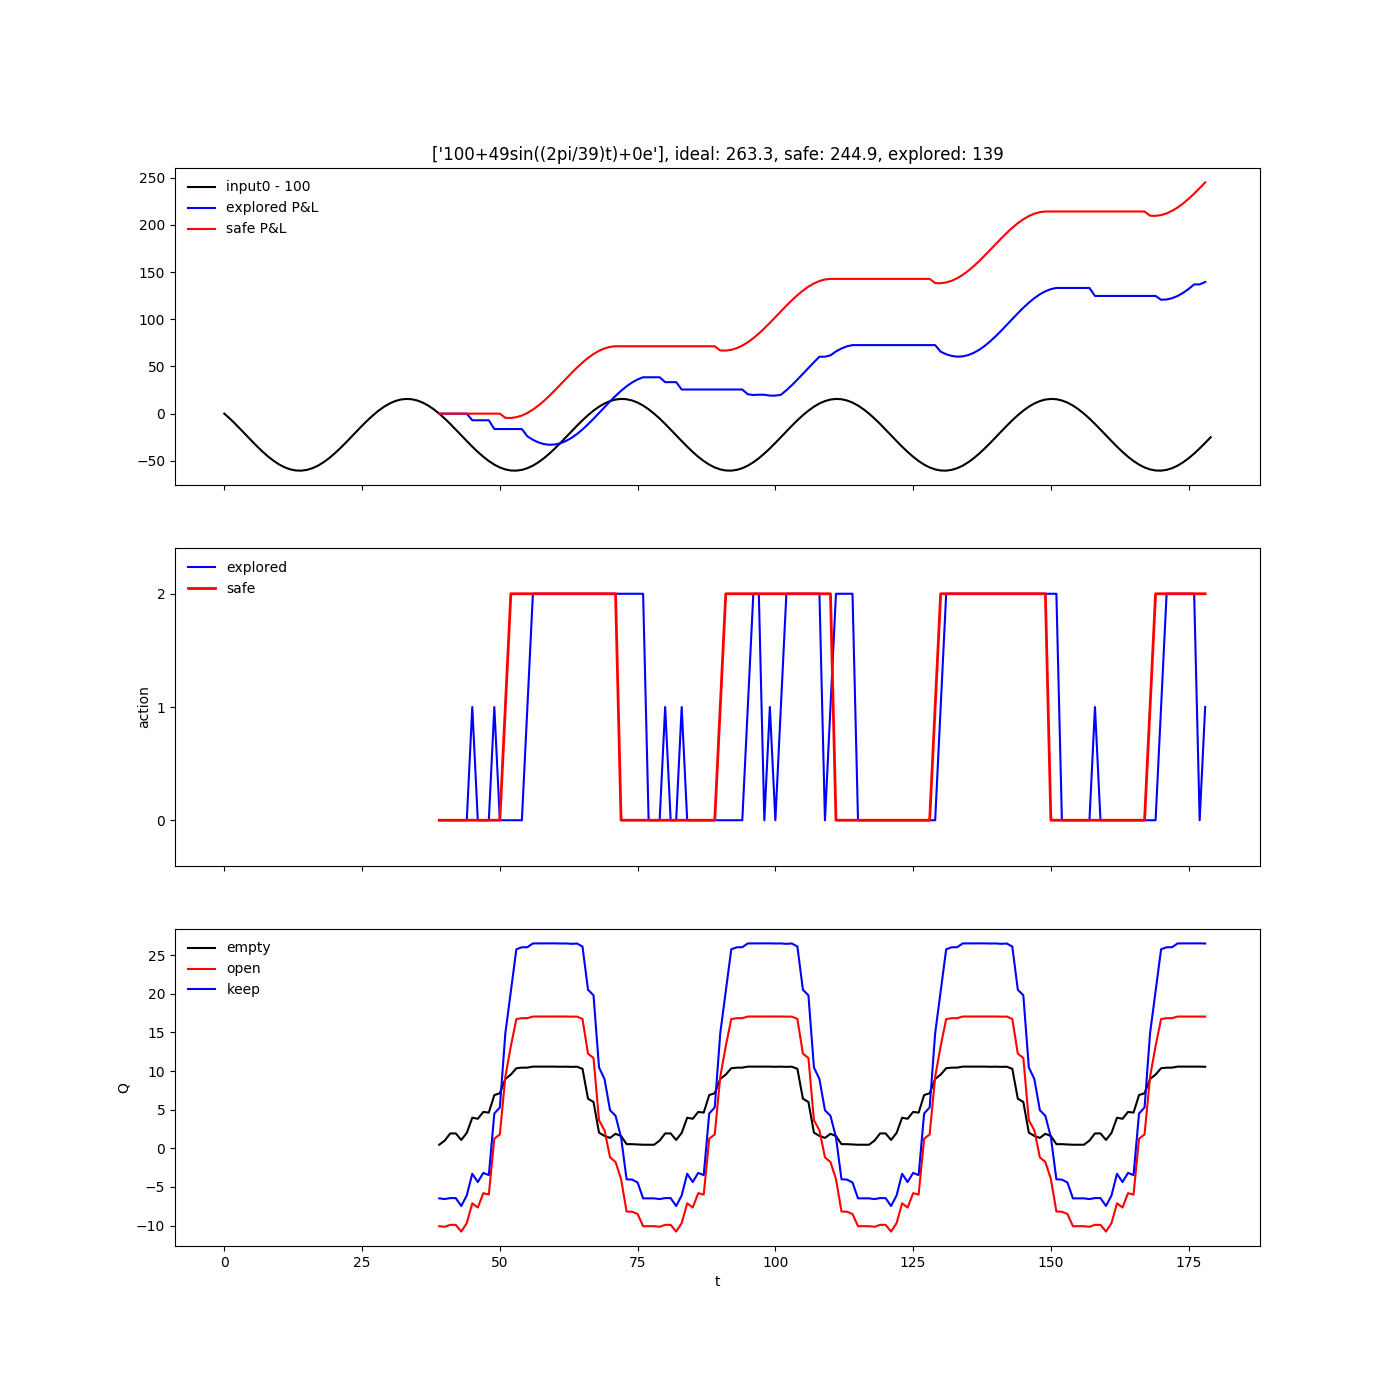 ['100+49sin((2pi/39)t)+0e'], ideal: 263.3, safe: 244.9, explored: 139
250
200
150
100
50
0
−50
input0 - 100
explored P&L
safe P&L
action
2
1
0
explored
safe
Q
25
20
15
10
5
0
−5
−10
empty
open
keep
0 25 50 75 100 125 150 175
t